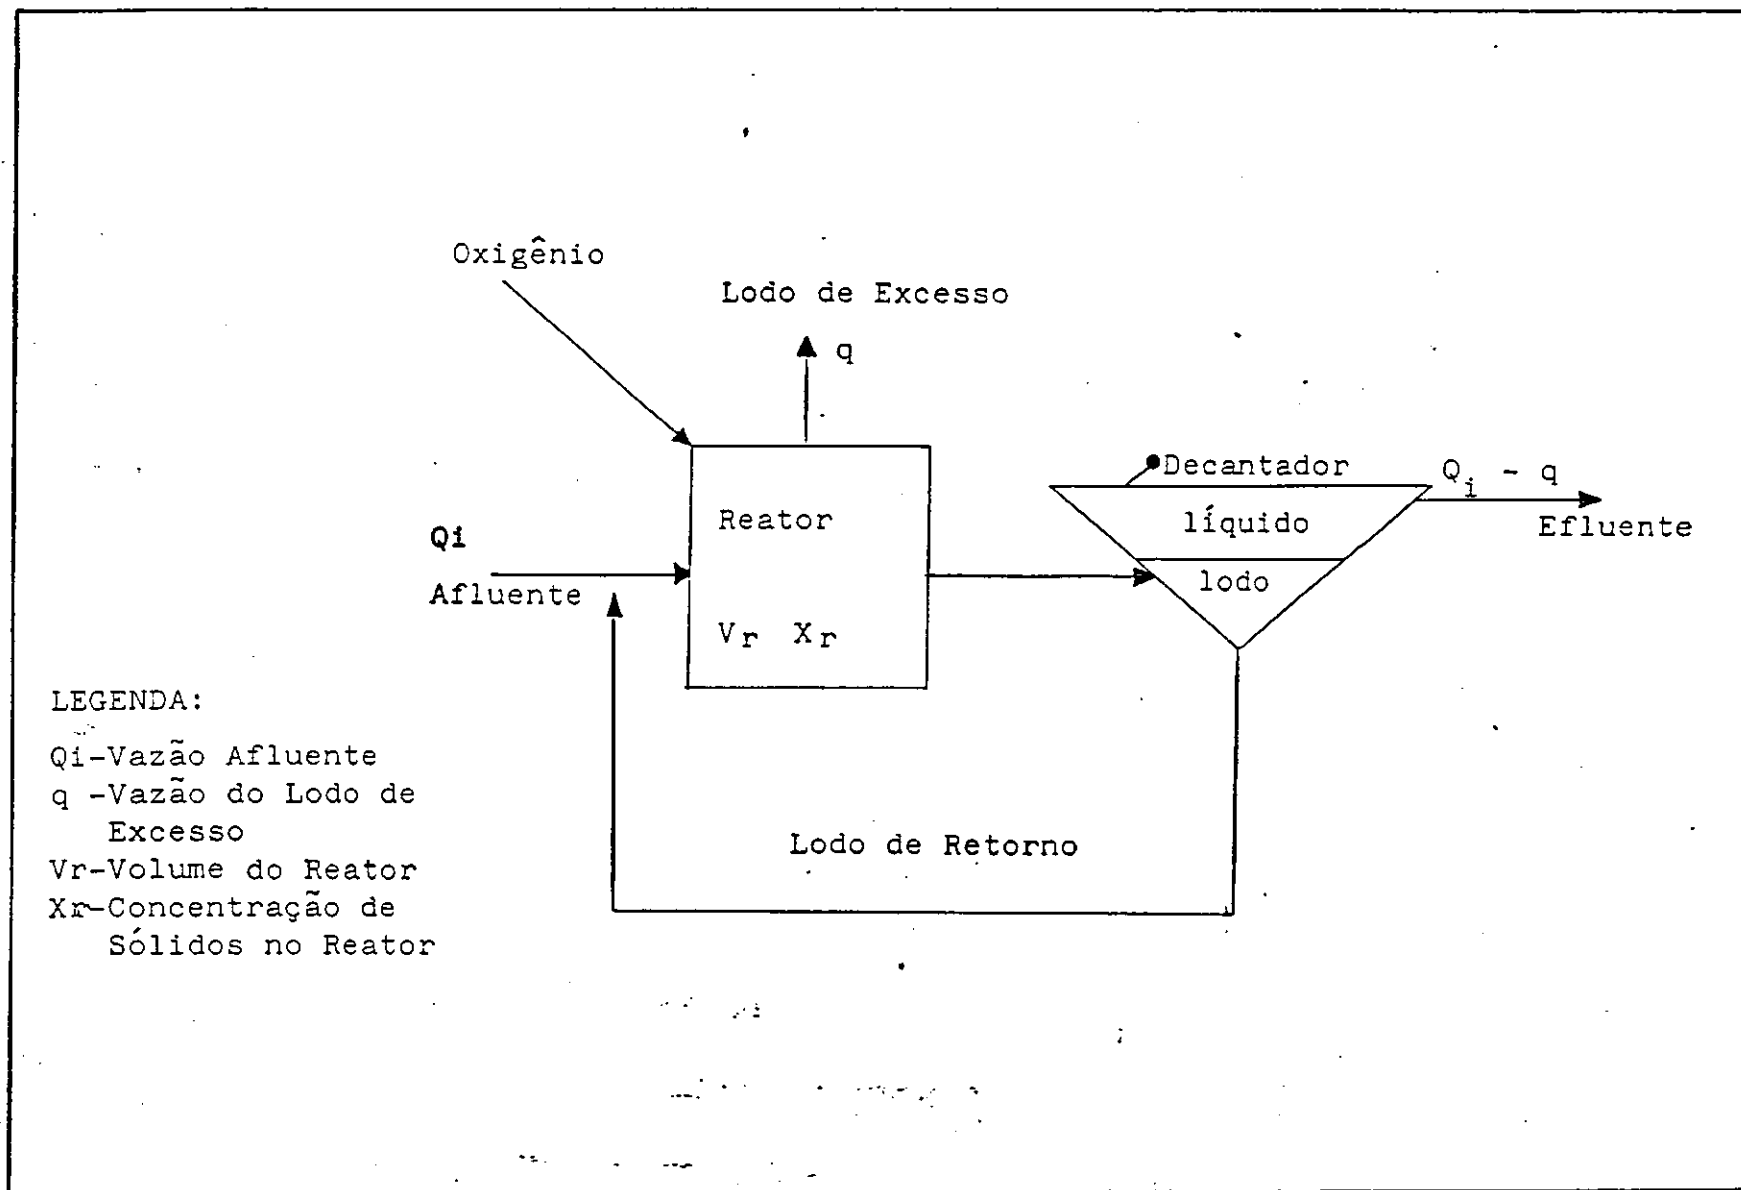 Oxigênio
Lodo de Excesso
q
Decantador
Qi - q
líquido
Efluente
Reator
Qi
Afluente
lodo
Vr Xr
LEGENDA:
Qi-Vazão Afluente
q -Vazão do Lodo de
Excesso
Vr-Volume do Reator
Xr-Concentração de
Sólidos no Reator
Lodo de Retorno